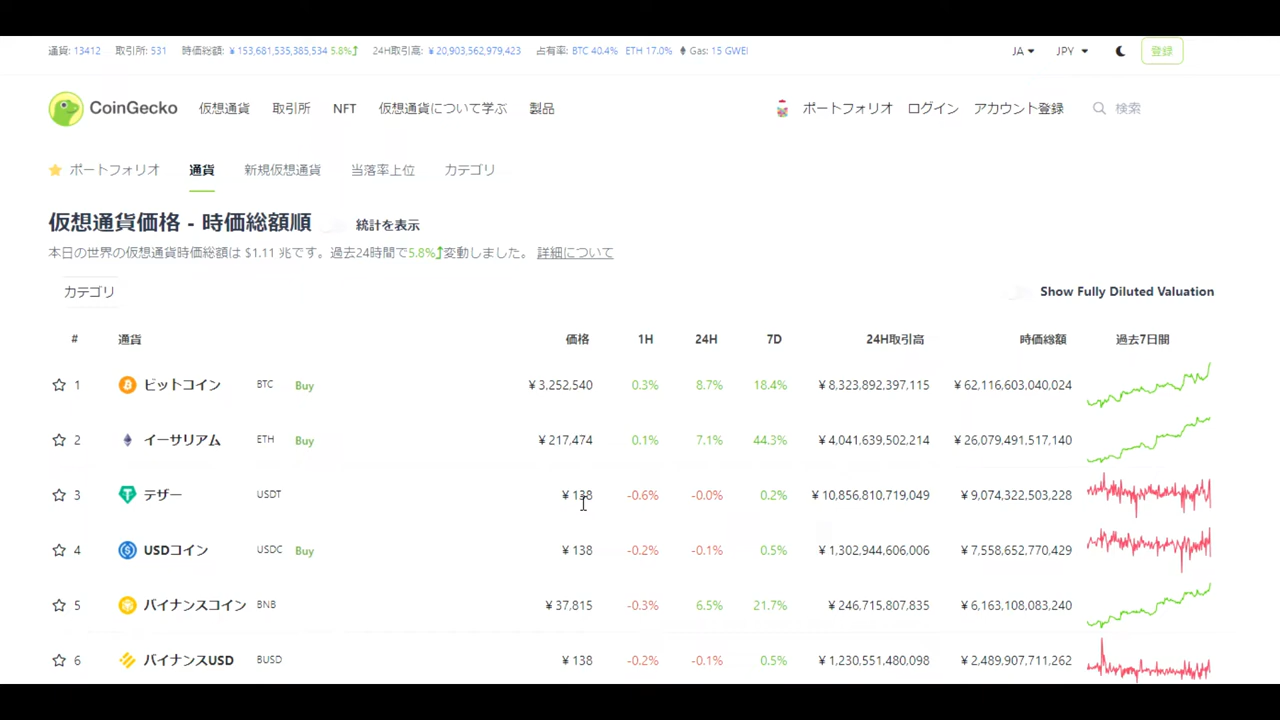 通貨: 13412 取引所: 531 時価総額: ¥153,681,535,385,534 5.8% 24H取引高: ¥20,903,562,979,423 占有率: BTC 40.4% ETH 17.0% Gas: 15 GWEI JA JPY 登録
CoinGecko 仮想通貨 取引所 NFT 仮想通貨について学ぶ 製品 ポートフォリオ ログイン アカウント登録 検索
ポートフォリオ 通貨 新規仮想通貨 当落率上位 カテゴリ
仮想通貨価格 - 時価総額順 統計を表示
本日の世界の仮想通貨時価総額は $1.11 兆です。過去24時間で5.8%変動しました。 詳細について
カテゴリ Show Fully Diluted Valuation
# 通貨 価格 1H 24H 7D 24H取引高 時価総額 過去7日間
1 ビットコイン BTC Buy ¥3,252,540 0.3% 8.7% 18.4% ¥8,323,892,397,115 ¥62,116,603,040,024
2 イーサリアム ETH Buy ¥217,474 0.1% 7.1% 44.3% ¥4,041,639,502,214 ¥26,079,491,517,140
3 テザー USDT ¥138 -0.6% -0.0% 0.2% ¥10,856,810,719,049 ¥9,074,322,503,228
4 USDコイン USDC Buy ¥138 -0.2% -0.1% 0.5% ¥1,302,944,606,006 ¥7,558,652,770,429
5 バイナンスコイン BNB ¥37,815 -0.3% 6.5% 21.7% ¥246,715,807,835 ¥6,163,108,083,240
6 バイナンスUSD BUSD ¥138 -0.2% -0.1% 0.5% ¥1,230,551,480,098 ¥2,489,907,711,262